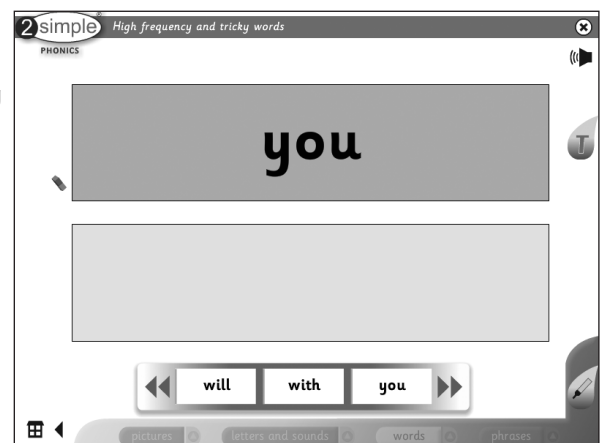 2simple High frequency and tricky words
PHONICS
you
T
will with you
pictures letters and sounds words phrases